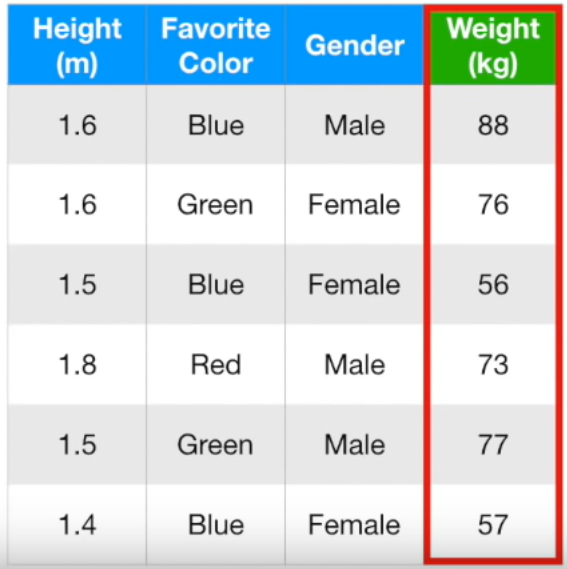 Height (m) Favorite Color Gender Weight (kg)
1.6 Blue Male 88
1.6 Green Female 76
1.5 Blue Female 56
1.8 Red Male 73
1.5 Green Male 77
1.4 Blue Female 57